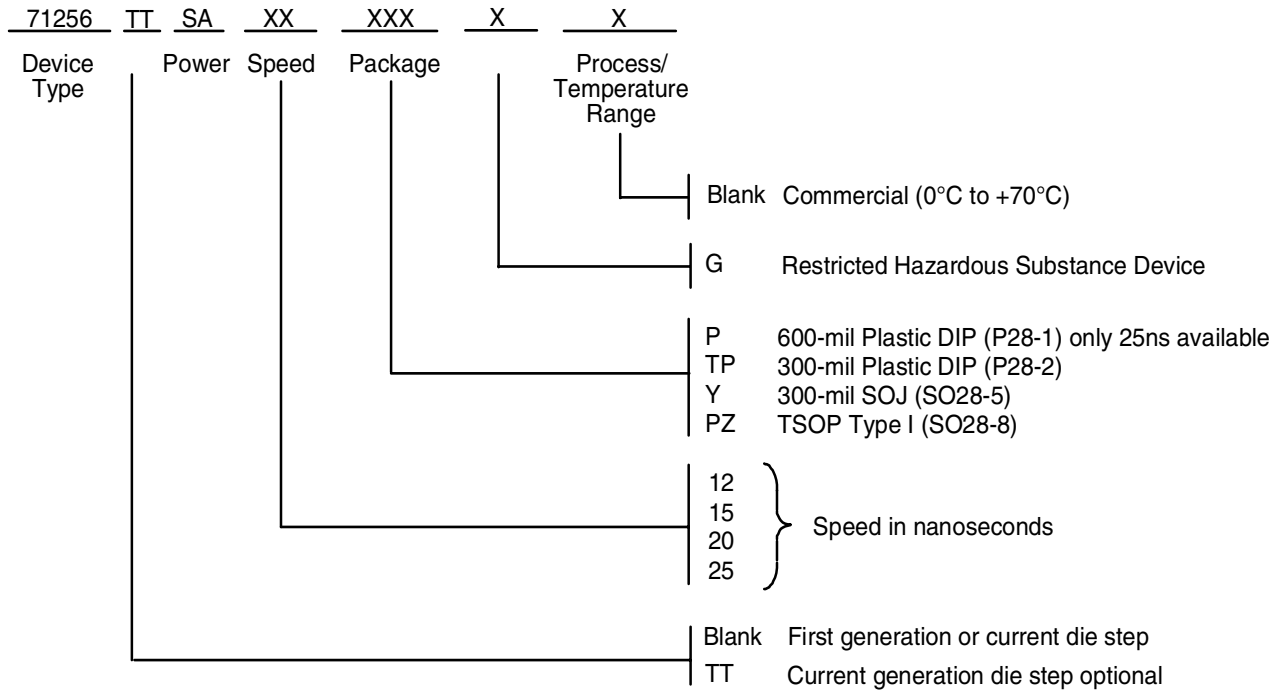 71256 TT SA XX XXX X X
Device Type Power Speed Package Process/ Temperature Range
Blank Commercial (0°C to +70°C)
G Restricted Hazardous Substance Device
P 600-mil Plastic DIP (P28-1) only 25ns available
TP 300-mil Plastic DIP (P28-2)
Y 300-mil SOJ (SO28-5)
PZ TSOP Type I (SO28-8)
12
15
20
25
Speed in nanoseconds
Blank First generation or current die step
TT Current generation die step optional